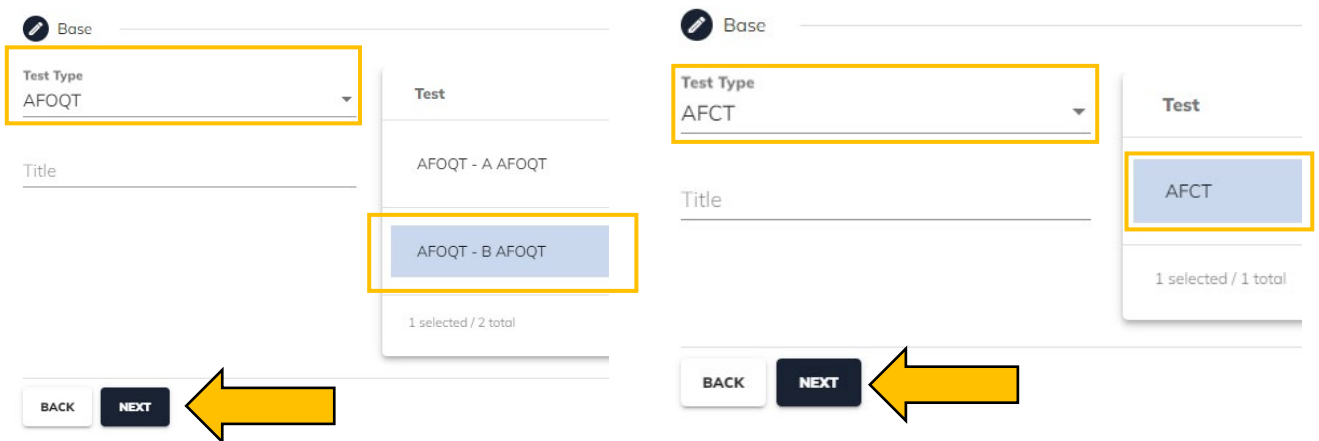 Base
Test Type
AFOQT
Title
Test
AFOQT - A AFOQT
AFOQT - B AFOQT
1 selected / 2 total
BACK
NEXT
Base
Test Type
AFCT
Title
Test
AFCT
1 selected / 1 total
BACK
NEXT